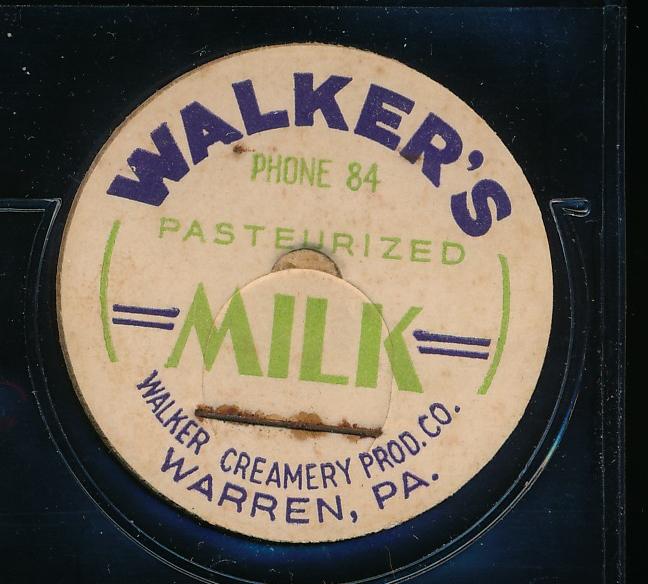 WALKER'S
PHONE 84
PASTEURIZED
MILK
WALKER CREAMERY PROD. CO.
WARREN, PA.